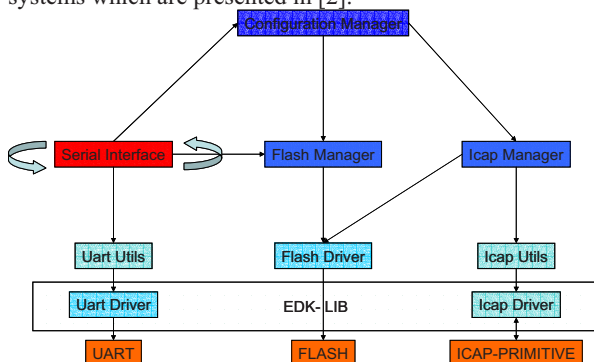 systems which are presented in [2].
Configuration Manager
Serial Interface
Flash Manager
Icap Manager
Uart Utils
Flash Driver
Icap Utils
Uart Driver
EDK- LIB
Icap Driver
UART
FLASH
ICAP-PRIMITIVE